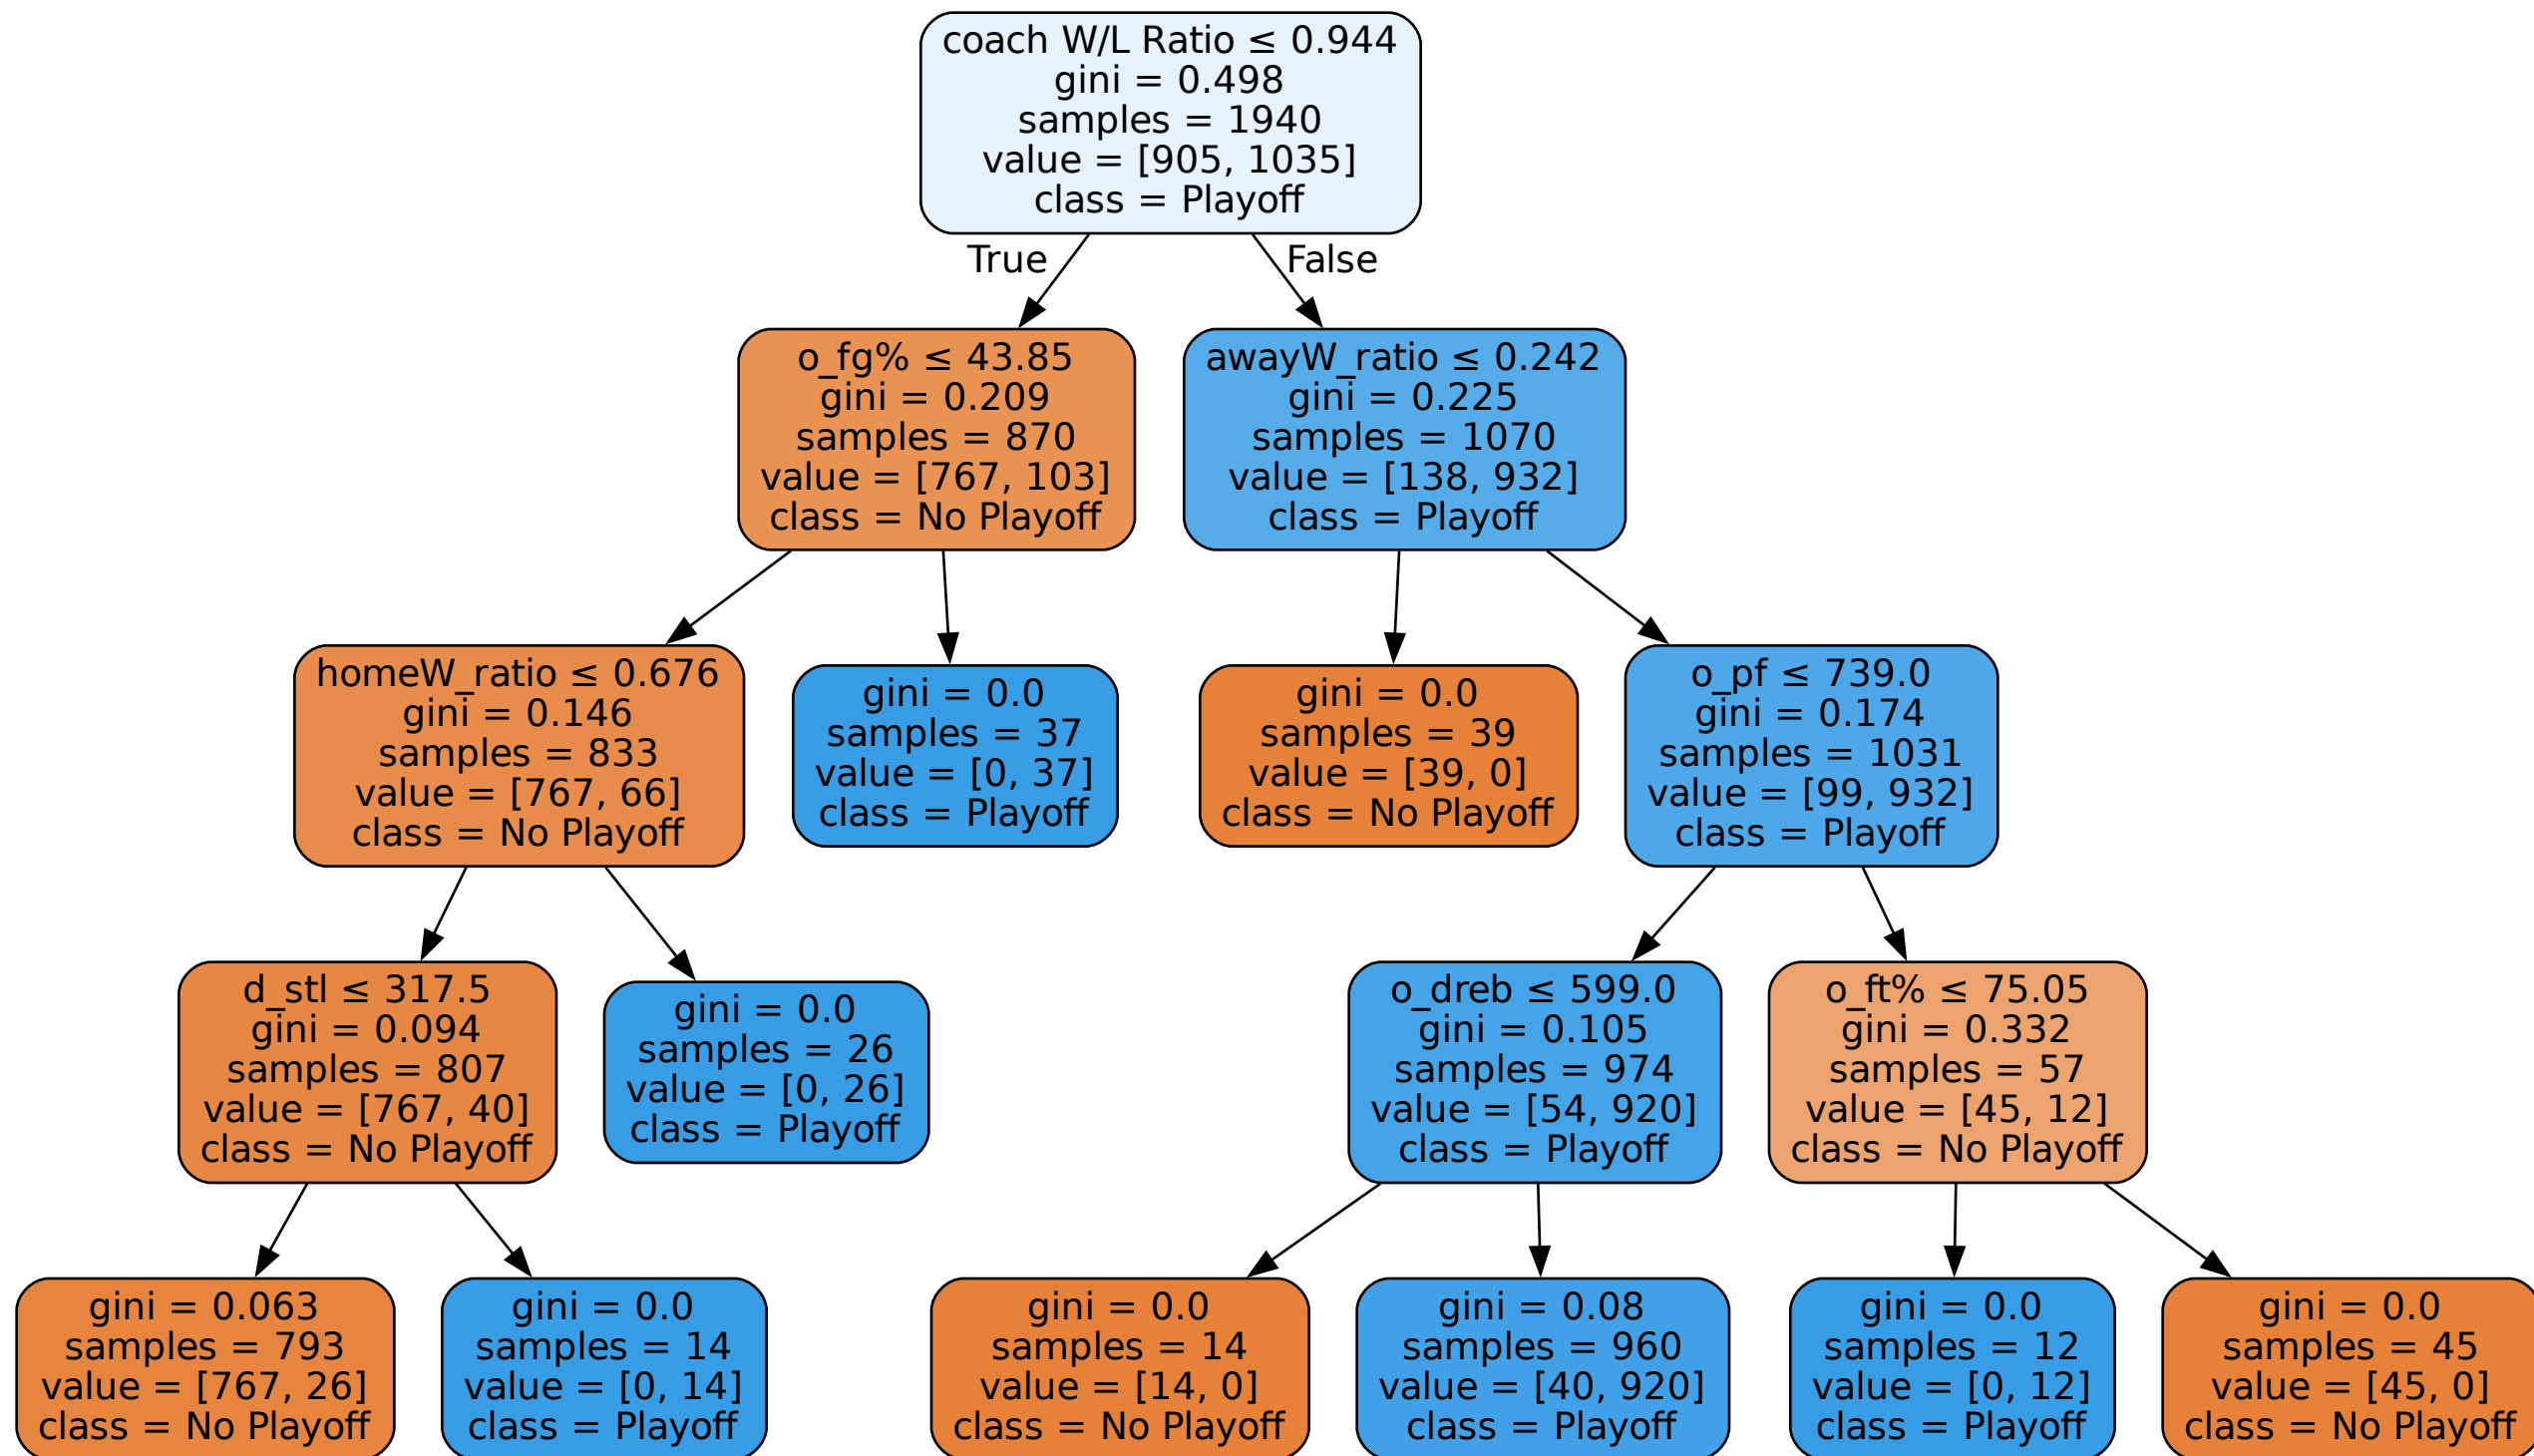 coach W/L Ratio ≤ 0.944
gini = 0.498
samples = 1940
value = [905, 1035]
class = Playoff
True
False
o_fg% ≤ 43.85
gini = 0.209
samples = 870
value = [767, 103]
class = No Playoff
awayW_ratio ≤ 0.242
gini = 0.225
samples = 1070
value = [138, 932]
class = Playoff
homeW_ratio ≤ 0.676
gini = 0.146
samples = 833
value = [767, 66]
class = No Playoff
gini = 0.0
samples = 37
value = [0, 37]
class = Playoff
gini = 0.0
samples = 39
value = [39, 0]
class = No Playoff
o_pf ≤ 739.0
gini = 0.174
samples = 1031
value = [99, 932]
class = Playoff
d_stl ≤ 317.5
gini = 0.094
samples = 807
value = [767, 40]
class = No Playoff
gini = 0.0
samples = 26
value = [0, 26]
class = Playoff
o_dreb ≤ 599.0
gini = 0.105
samples = 974
value = [54, 920]
class = Playoff
o_ft% ≤ 75.05
gini = 0.332
samples = 57
value = [45, 12]
class = No Playoff
gini = 0.063
samples = 793
value = [767, 26]
class = No Playoff
gini = 0.0
samples = 14
value = [0, 14]
class = Playoff
gini = 0.0
samples = 14
value = [14, 0]
class = No Playoff
gini = 0.08
samples = 960
value = [40, 920]
class = Playoff
gini = 0.0
samples = 12
value = [0, 12]
class = Playoff
gini = 0.0
samples = 45
value = [45, 0]
class = No Playoff